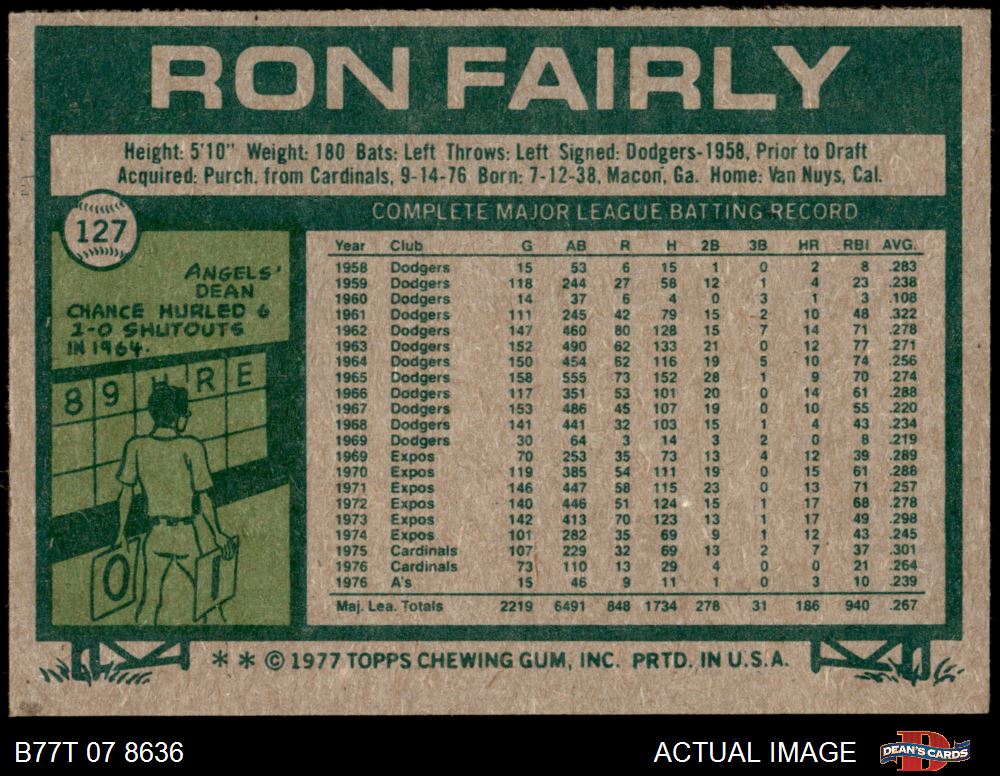 RON FAIRLY
Height: 5'10" Weight: 180 Bats: Left Throws: Left Signed: Dodgers-1958, Prior to Draft
Acquired: Purch. from Cardinals, 9-14-76 Born: 7-12-38, Macon, Ga. Home: Van Nuys, Cal.
127
ANGELS'
DEAN
CHANCE HURLED 6
1-0 SHUTOUTS
IN 1964.
8 9 H R E
0 1
COMPLETE MAJOR LEAGUE BATTING RECORD
Year Club G AB R H 2B 3B HR RBI AVG.
1958 Dodgers 15 53 6 15 1 0 2 8 .283
1959 Dodgers 118 244 27 58 12 1 4 23 .238
1960 Dodgers 14 37 6 4 0 3 1 3 .108
1961 Dodgers 111 245 42 79 15 2 10 48 .322
1962 Dodgers 147 460 80 128 15 7 14 71 .278
1963 Dodgers 152 490 62 133 21 0 12 77 .271
1964 Dodgers 150 454 62 116 19 5 10 74 .256
1965 Dodgers 158 555 73 152 28 1 9 70 .274
1966 Dodgers 117 351 53 101 20 0 14 61 .288
1967 Dodgers 153 486 45 107 19 0 10 55 .220
1968 Dodgers 141 441 32 103 15 1 4 43 .234
1969 Dodgers 30 64 3 14 3 2 0 8 .219
1969 Expos 70 253 35 73 13 4 12 39 .289
1970 Expos 119 385 54 111 19 0 15 61 .288
1971 Expos 146 447 58 115 23 0 13 71 .257
1972 Expos 140 446 51 124 15 1 17 68 .278
1973 Expos 142 413 70 123 13 1 17 49 .298
1974 Expos 101 282 35 69 9 1 12 43 .245
1975 Cardinals 107 229 32 69 13 2 7 37 .301
1976 Cardinals 73 110 13 29 4 0 0 21 .264
1976 A's 15 46 9 11 1 0 3 10 .239
Maj. Lea. Totals 2219 6491 848 1734 278 31 186 940 .267
** © 1977 TOPPS CHEWING GUM, INC. PRTD. IN U.S.A.
B77T 07 8636 ACTUAL IMAGE DEAN'S CARDS